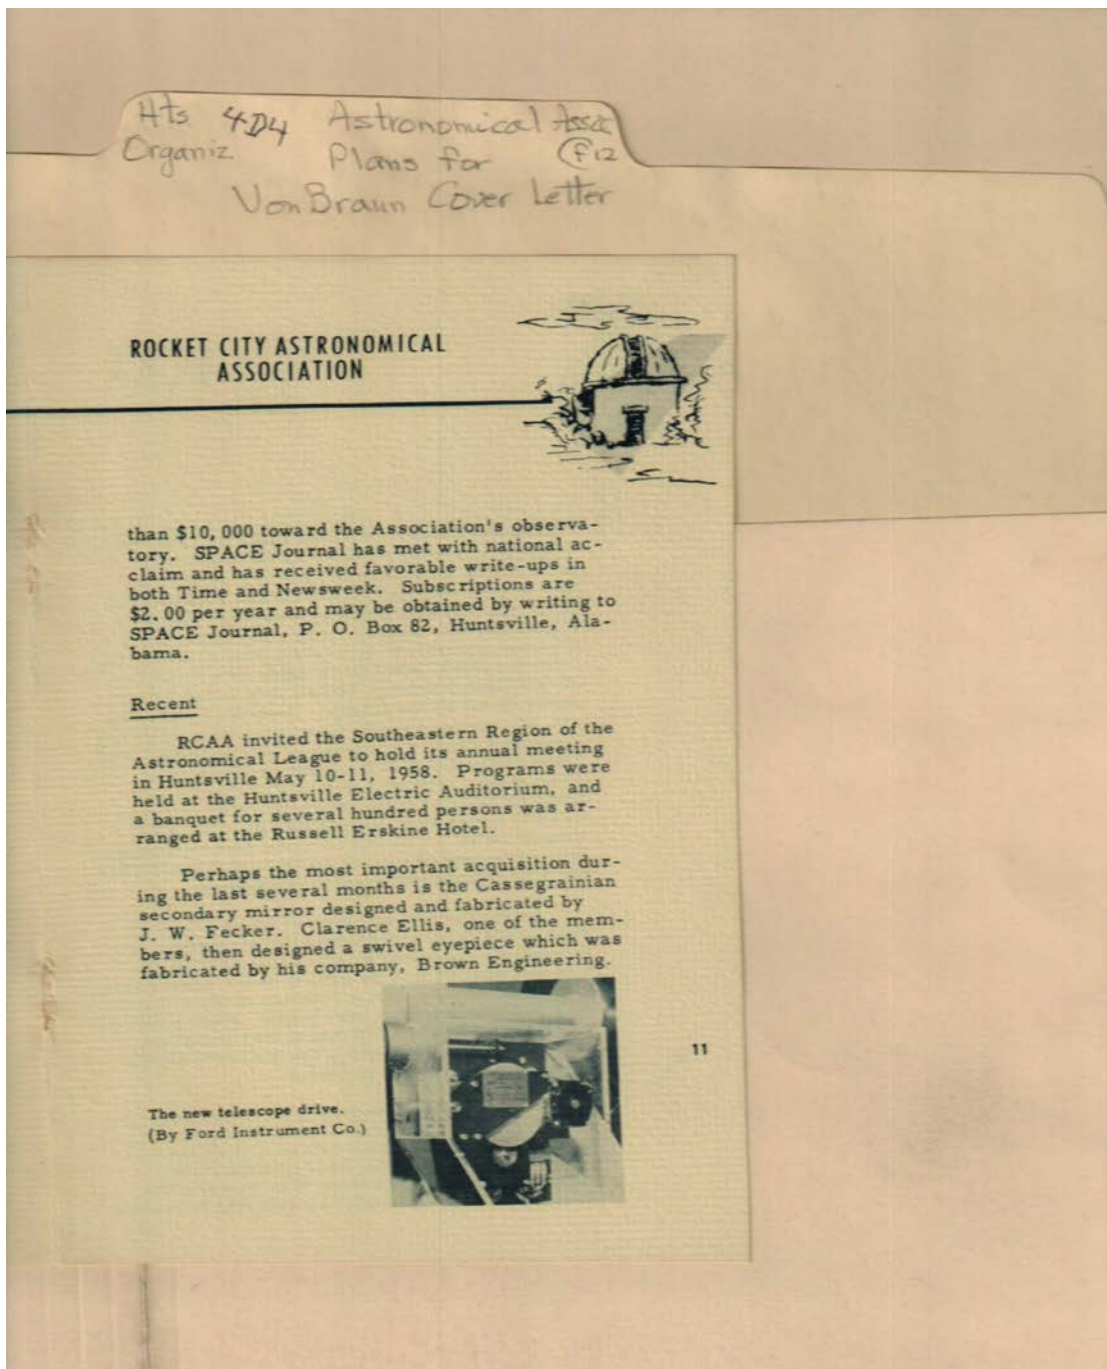 Hts 4D4 Astronomical Assoc
Organiz. Plans for F12
Von Braun Cover Letter
ROCKET CITY ASTRONOMICAL
ASSOCIATION
than $10,000 toward the Association's observa-
tory. SPACE Journal has met with national ac-
claim and has received favorable write-ups in
both Time and Newsweek. Subscriptions are
$2.00 per year and may be obtained by writing to
SPACE Journal, P. O. Box 82, Huntsville, Ala-
bama.
Recent
RCAA invited the Southeastern Region of the
Astronomical League to hold its annual meeting
in Huntsville May 10-11, 1958. Programs were
held at the Huntsville Electric Auditorium, and
a banquet for several hundred persons was ar-
ranged at the Russell Erskine Hotel.
Perhaps the most important acquisition dur-
ing the last several months is the Cassegrainian
secondary mirror designed and fabricated by
J. W. Fecker. Clarence Ellis, one of the mem-
bers, then designed a swivel eyepiece which was
fabricated by his company, Brown Engineering.
11
The new telescope drive.
(By Ford Instrument Co.)